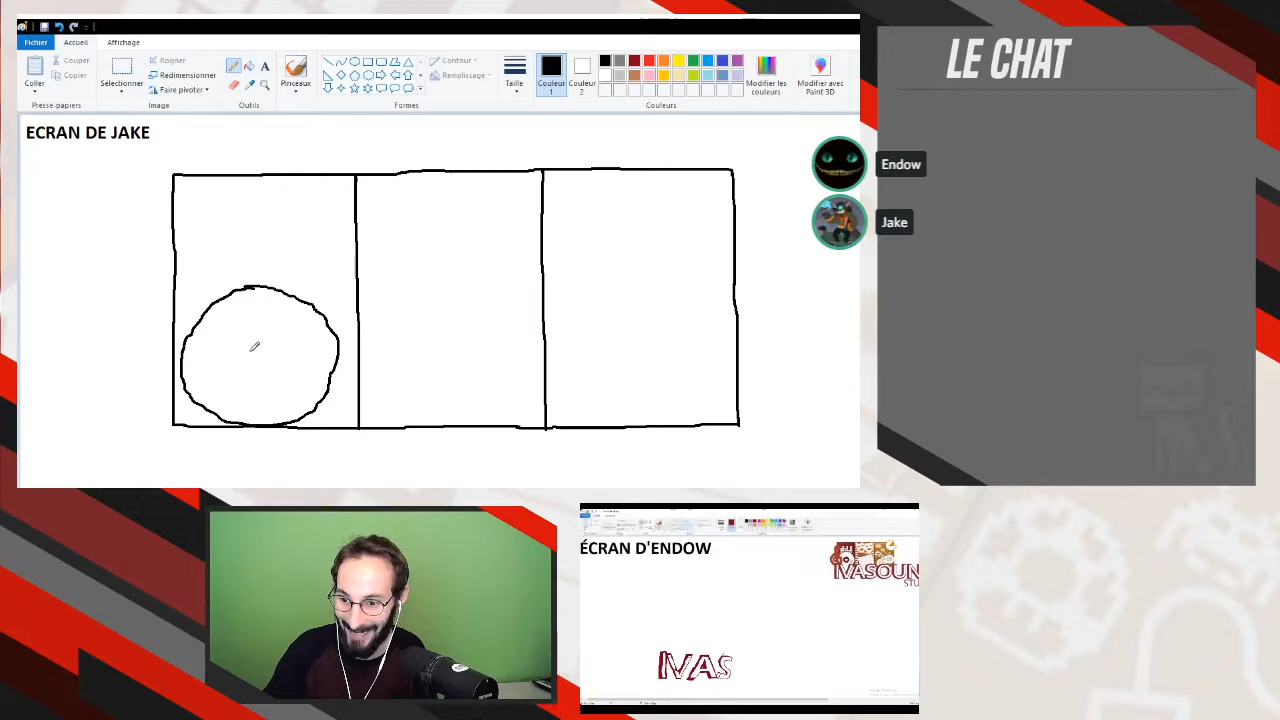 Fichier Accueil Affichage
Coller
Couper
Copier
Presse-papiers
Sélectionner
Rogner
Redimensionner
Faire pivoter
Image
Outils
Pinceaux
Formes
Contour
Remplissage
Taille
Couleur 1
Couleur 2
Modifier les couleurs
Couleurs
Modifier avec Paint 3D
LE CHAT
ECRAN DE JAKE
Endow
Jake
ÉCRAN D'ENDOW
IVASOUN
STU
IVAS